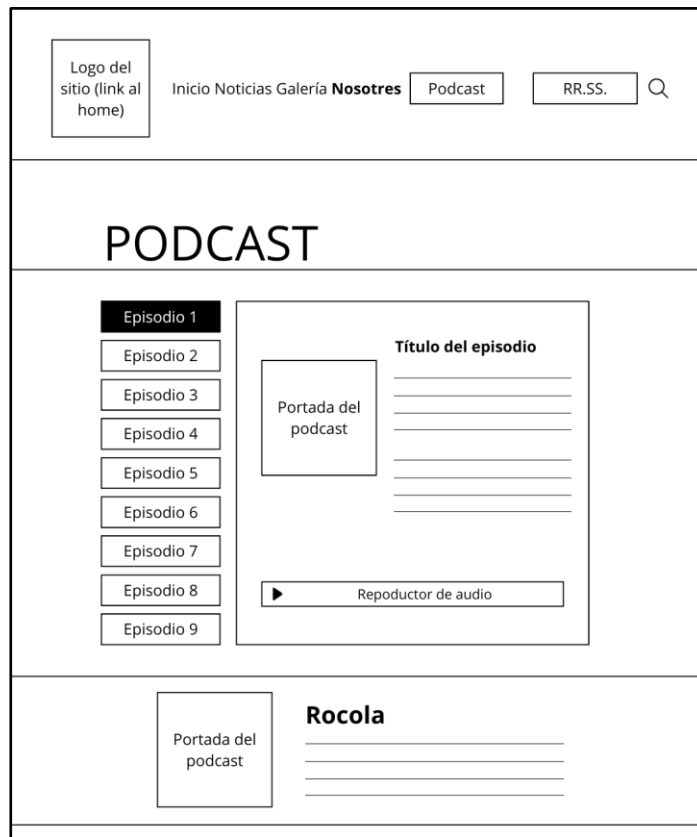 Logo del
sitio (link al
home)
Inicio Noticias Galería Nosotres
Podcast
RR.SS.
PODCAST
Episodio 1
Episodio 2
Episodio 3
Episodio 4
Episodio 5
Episodio 6
Episodio 7
Episodio 8
Episodio 9
Título del episodio
Portada del
podcast
Repoductor de audio
Portada del
podcast
Rocola